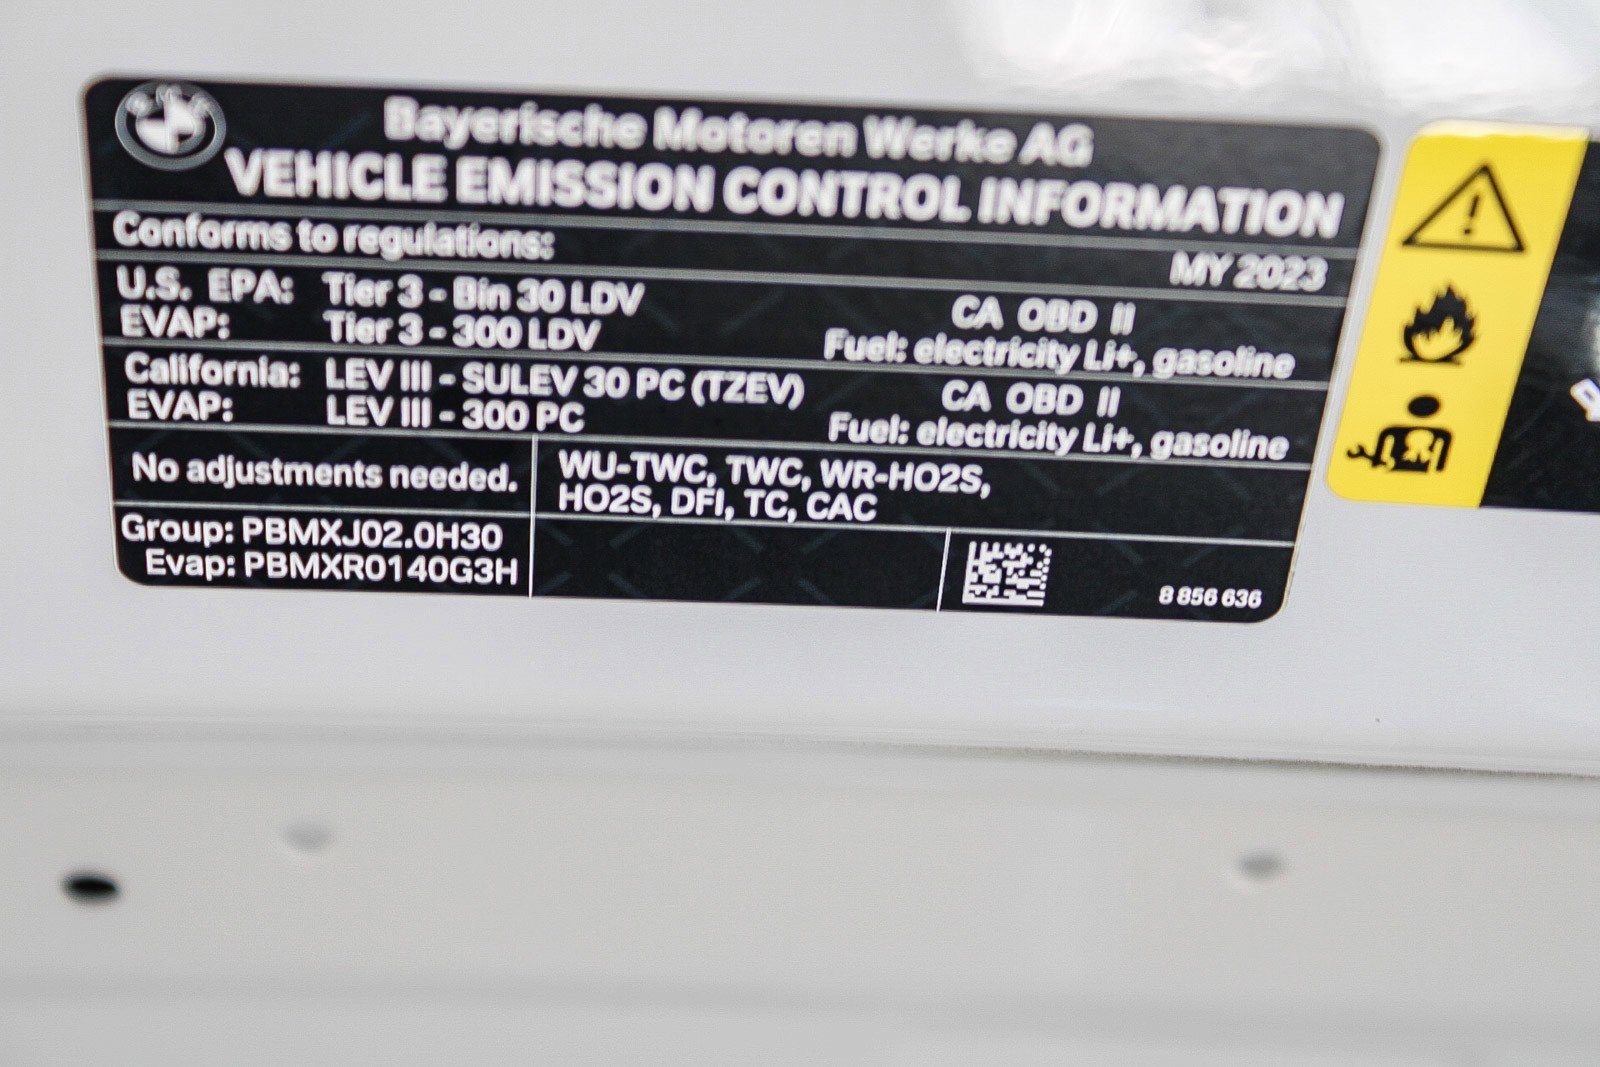 Bayerische Motoren Werke AG
VEHICLE EMISSION CONTROL INFORMATION
Conforms to regulations:
MY 2023
U.S. EPA: Tier 3 - Bin 30 LDV CA OBD II
EVAP: Tier 3 - 300 LDV Fuel: electricity Li+, gasoline
California: LEV III - SULEV 30 PC (TZEV) CA OBD II
EVAP: LEV III - 300 PC Fuel: electricity Li+, gasoline
No adjustments needed.
WU-TWC, TWC, WR-HO2S,
HO2S, DFI, TC, CAC
Group: PBMXJ02.0H30
Evap: PBMXR0140G3H
8 856 636